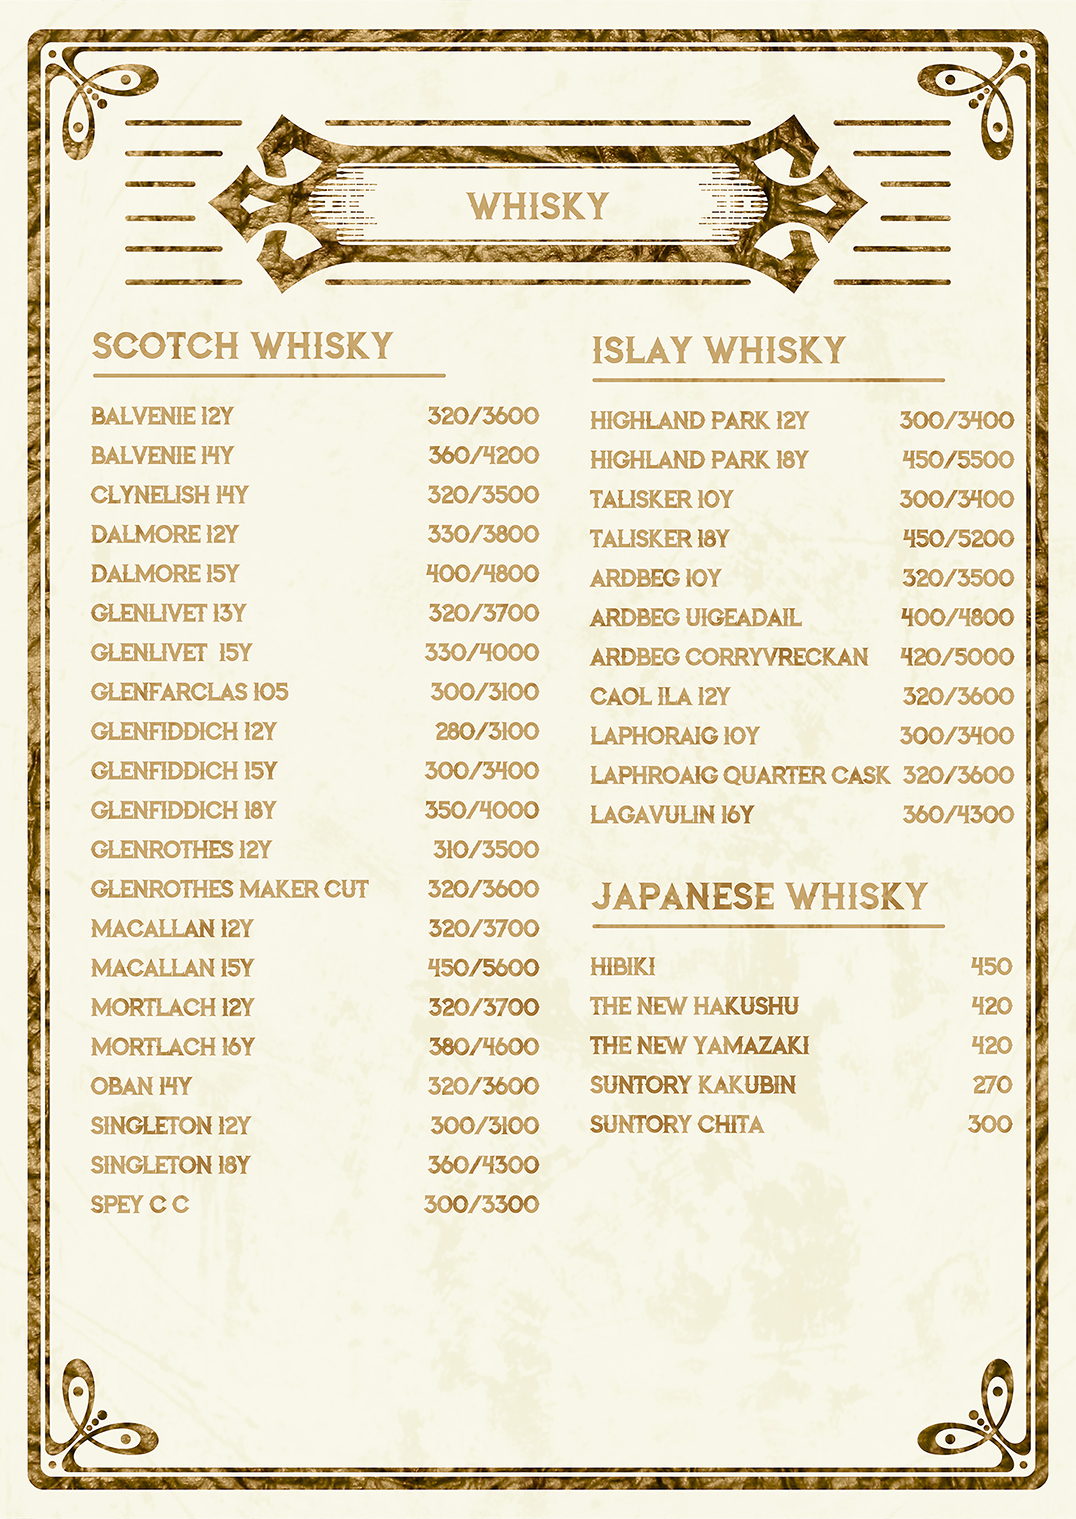 WHISKY
SCOTCH WHISKY
BALVENIE 12Y 320/3600
BALVENIE 14Y 360/4200
CLYNELISH 14Y 320/3500
DALMORE 12Y 330/3800
DALMORE 15Y 400/4800
GLENLIVET 13Y 320/3700
GLENLIVET 15Y 330/4000
GLENFARCLAS 105 300/3100
GLENFIDDICH 12Y 280/3100
GLENFIDDICH 15Y 300/3400
GLENFIDDICH 18Y 350/4000
GLENROTHES 12Y 310/3500
GLENROTHES MAKER CUT 320/3600
MACALLAN 12Y 320/3700
MACALLAN 15Y 450/5600
MORTLACH 12Y 320/3700
MORTLACH 16Y 380/4600
OBAN 14Y 320/3600
SINGLETON 12Y 300/3100
SINGLETON 18Y 360/4300
SPEY C C 300/3300
ISLAY WHISKY
HIGHLAND PARK 12Y 300/3400
HIGHLAND PARK 18Y 450/5500
TALISKER 10Y 300/3400
TALISKER 18Y 450/5200
ARDBEG 10Y 320/3500
ARDBEG UIGEADAIL 400/4800
ARDBEG CORRYVRECKAN 420/5000
CAOL ILA 12Y 320/3600
LAPHORAIG 10Y 300/3400
LAPHROAIG QUARTER CASK 320/3600
LAGAVULIN 16Y 360/4300
JAPANESE WHISKY
HIBIKI 450
THE NEW HAKUSHU 420
THE NEW YAMAZAKI 420
SUNTORY KAKUBIN 270
SUNTORY CHITA 300